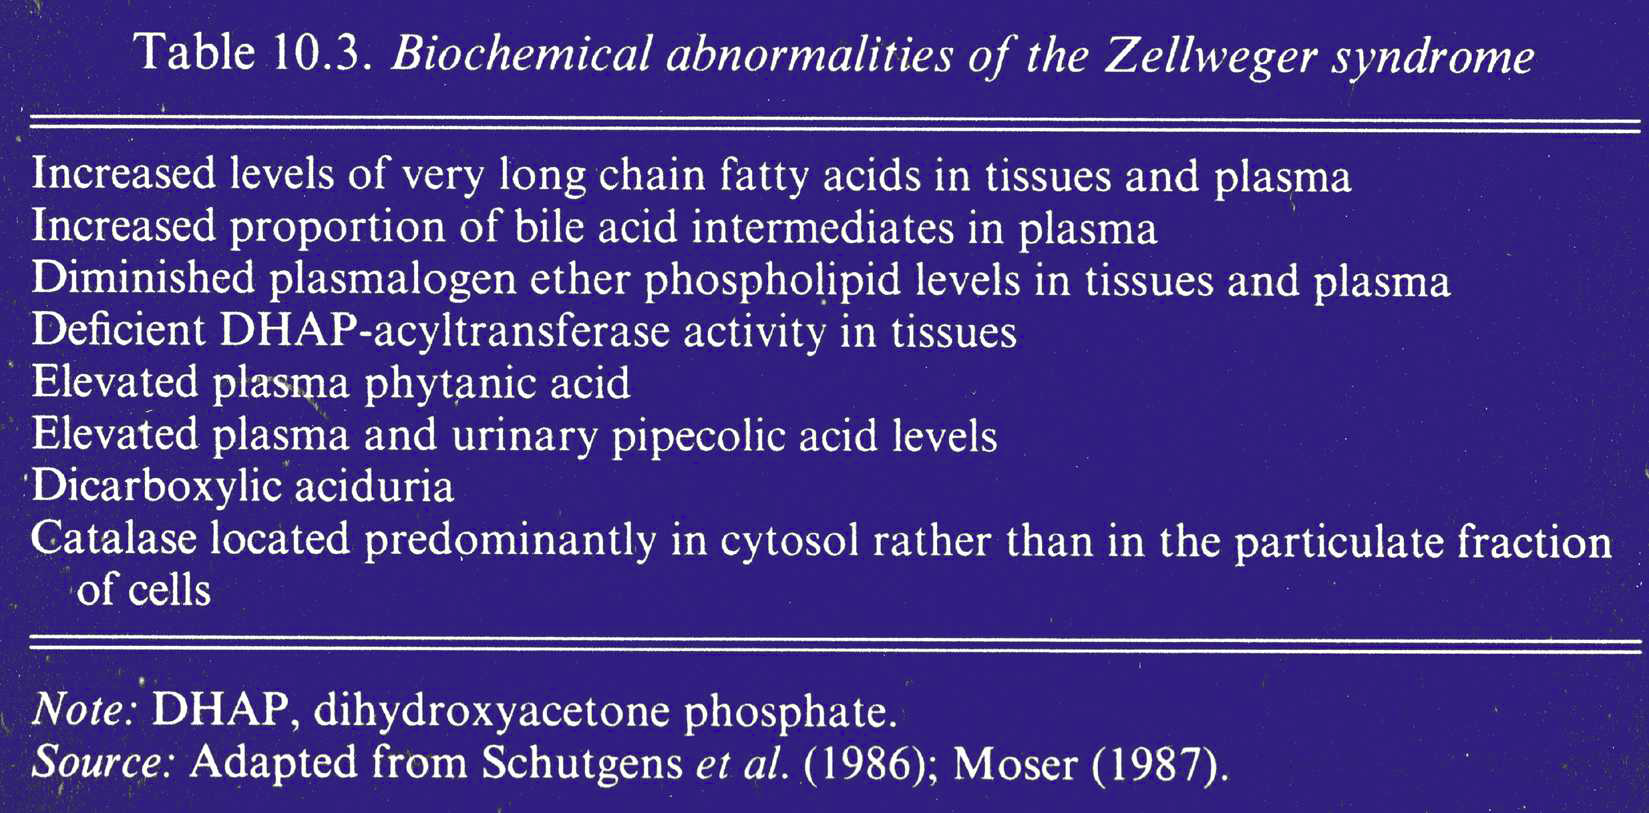 Table 10.3. Biochemical abnormalities of the Zellweger syndrome
Increased levels of very long chain fatty acids in tissues and plasma
Increased proportion of bile acid intermediates in plasma
Diminished plasmalogen ether phospholipid levels in tissues and plasma
Deficient DHAP-acyltransferase activity in tissues
Elevated plasma phytanic acid
Elevated plasma and urinary pipecolic acid levels
Dicarboxylic aciduria
Catalase located predominantly in cytosol rather than in the particulate fraction
of cells
Note: DHAP, dihydroxyacetone phosphate.
Source: Adapted from Schutgens et al. (1986); Moser (1987).